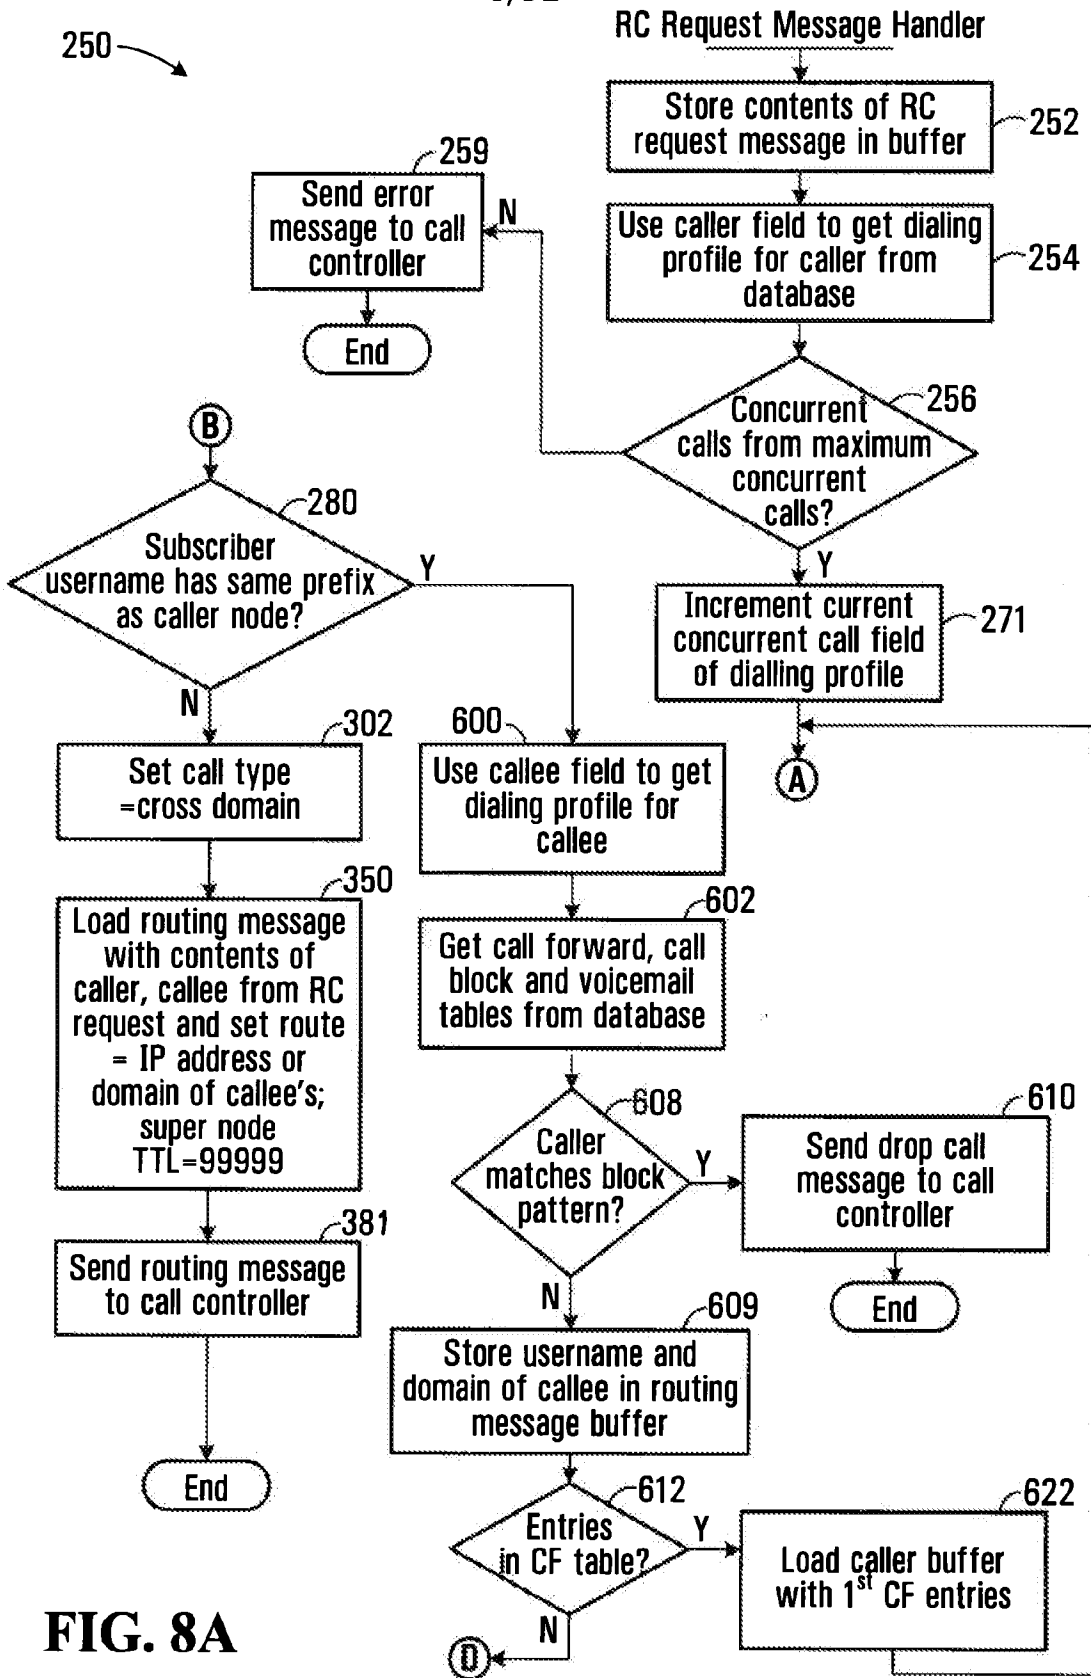 RC Request Message Handler
250
Store contents of RC
request message in buffer
252
Use caller field to get dialing
profile for caller from
database
254
259
Send error
message to call
controller
N
End
256
Concurrent
calls from maximum
concurrent
calls?
Y
Increment current
concurrent call field
of dialling profile
271
A
B
280
Subscriber
username has same prefix
as caller node?
Y
N
302
Set call type
=cross domain
350
Load routing message
with contents of
caller, callee from RC
request and set route
= IP address or
domain of callee's;
super node
TTL=99999
381
Send routing message
to call controller
End
600
Use callee field to get
dialing profile for
callee
602
Get call forward, call
block and voicemail
tables from database
608
Caller
matches block
pattern?
Y
610
Send drop call
message to call
controller
End
N
609
Store username and
domain of callee in routing
message buffer
612
Entries
in CF table?
Y
622
Load caller buffer
with 1st CF entries
N
D
FIG. 8A